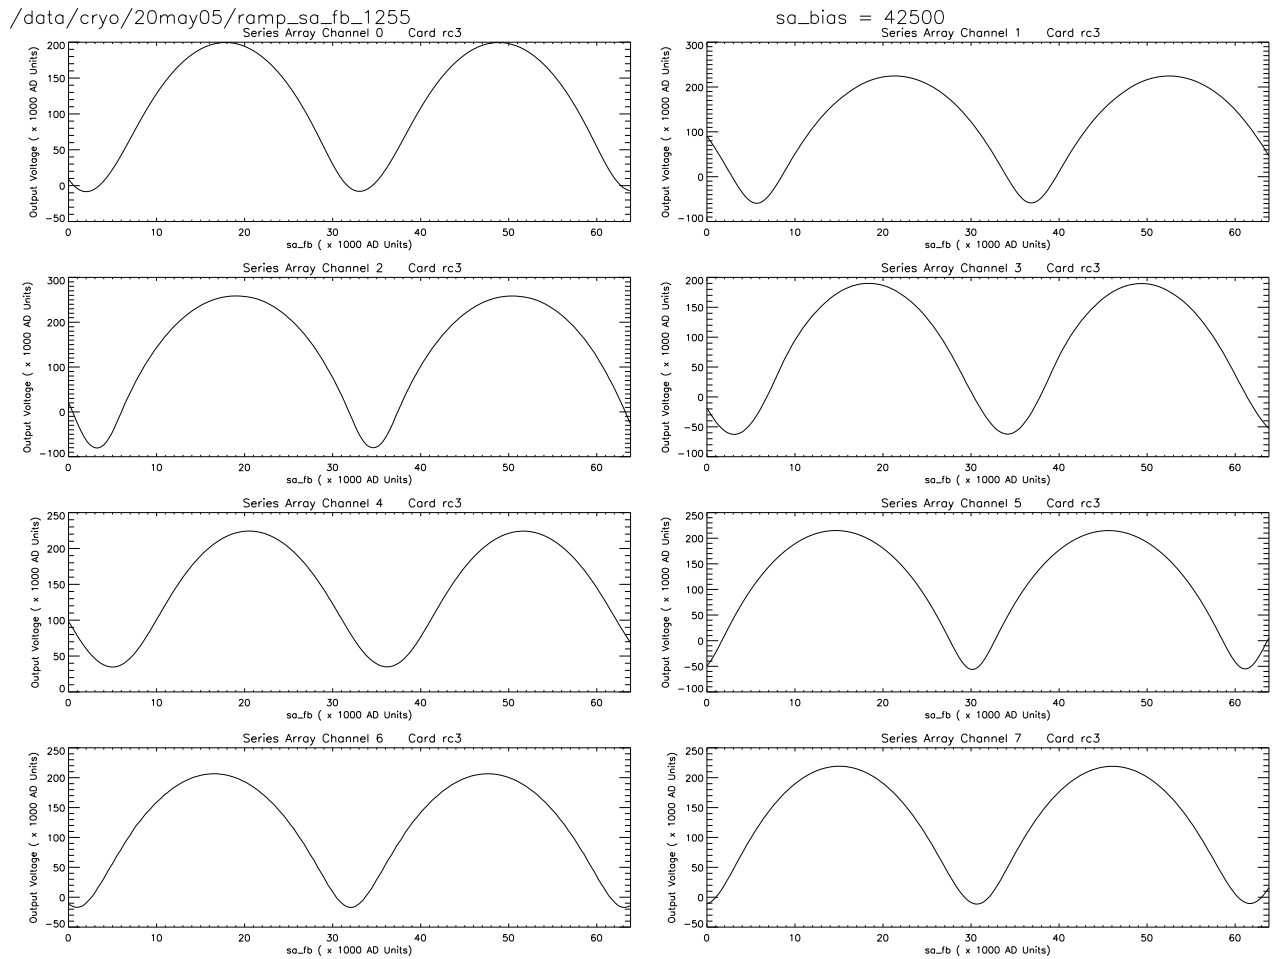 /data/cryo/20may05/ramp_sa_fb_1255 sa_bias = 42500
Series Array Channel 0 Card rc3
Output Voltage ( x 1000 AD Units)
200
150
100
50
0
-50
0 10 20 30 40 50 60
sa_fb ( x 1000 AD Units)
Series Array Channel 1 Card rc3
Output Voltage ( x 1000 AD Units)
300
200
100
0
-100
0 10 20 30 40 50 60
sa_fb ( x 1000 AD Units)
Series Array Channel 2 Card rc3
Output Voltage ( x 1000 AD Units)
300
200
100
0
-100
0 10 20 30 40 50 60
sa_fb ( x 1000 AD Units)
Series Array Channel 3 Card rc3
Output Voltage ( x 1000 AD Units)
200
150
100
50
0
-50
-100
0 10 20 30 40 50 60
sa_fb ( x 1000 AD Units)
Series Array Channel 4 Card rc3
Output Voltage ( x 1000 AD Units)
250
200
150
100
50
0
0 10 20 30 40 50 60
sa_fb ( x 1000 AD Units)
Series Array Channel 5 Card rc3
Output Voltage ( x 1000 AD Units)
250
200
150
100
50
0
-50
-100
0 10 20 30 40 50 60
sa_fb ( x 1000 AD Units)
Series Array Channel 6 Card rc3
Output Voltage ( x 1000 AD Units)
250
200
150
100
50
0
-50
0 10 20 30 40 50 60
sa_fb ( x 1000 AD Units)
Series Array Channel 7 Card rc3
Output Voltage ( x 1000 AD Units)
250
200
150
100
50
0
-50
0 10 20 30 40 50 60
sa_fb ( x 1000 AD Units)